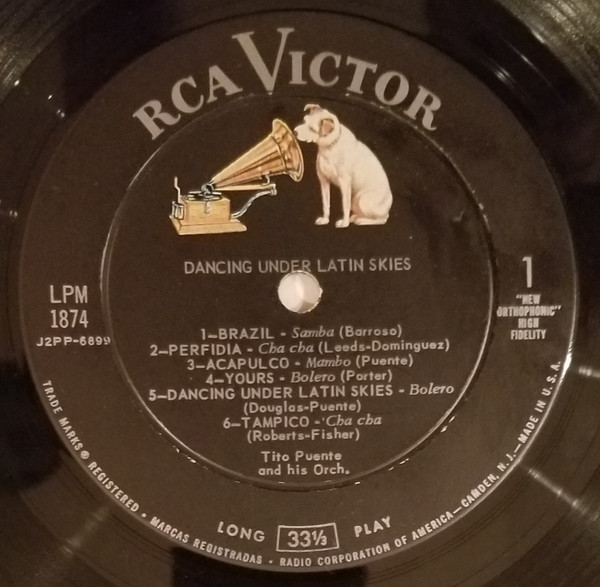 RCA VICTOR
DANCING UNDER LATIN SKIES
LPM
1874
J2PP-6899
1
"NEW
ORTHOPHONIC"
HIGH
FIDELITY
1—BRAZIL - Samba (Barroso)
2—PERFIDIA - Cha cha (Leeds-Dominguez)
3—ACAPULCO - Mambo (Puente)
4—YOURS - Bolero (Porter)
5—DANCING UNDER LATIN SKIES - Bolero
(Douglas-Puente)
6—TAMPICO - Cha cha
(Roberts-Fisher)
Tito Puente
and his Orch.
LONG 33⅓ PLAY
TRADE MARKS ® REGISTERED • MARCAS REGISTRADAS • RADIO CORPORATION OF AMERICA—CAMDEN, N. J.—MADE IN U. S. A.